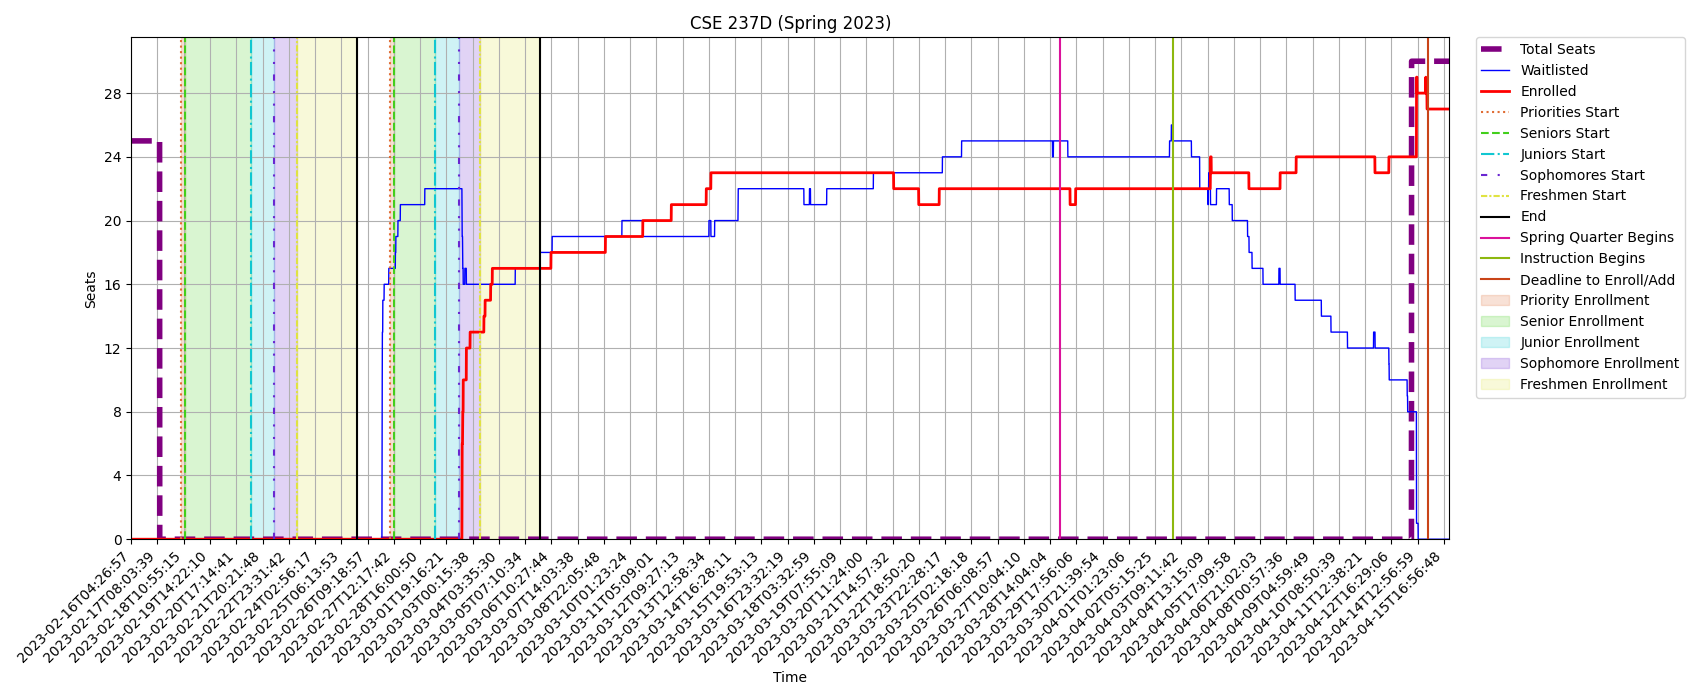 CSE 237D (Spring 2023)
Seats
28
24
20
16
12
8
4
0
2023-02-16T04:26:57
2023-02-17T08:03:39
2023-02-18T10:55:15
2023-02-19T14:22:10
2023-02-20T17:14:41
2023-02-21T20:21:48
2023-02-22T23:31:42
2023-02-24T02:56:17
2023-02-25T06:13:53
2023-02-26T09:18:57
2023-02-27T12:17:42
2023-02-28T16:00:50
2023-03-01T19:16:21
2023-03-03T00:15:38
2023-03-04T03:35:30
2023-03-05T07:10:34
2023-03-06T10:27:44
2023-03-07T14:03:38
2023-03-08T22:05:48
2023-03-10T01:23:24
2023-03-11T05:09:01
2023-03-12T09:27:13
2023-03-13T12:58:34
2023-03-14T16:28:11
2023-03-15T19:53:13
2023-03-16T23:32:19
2023-03-18T03:32:59
2023-03-19T07:55:09
2023-03-20T11:24:00
2023-03-21T14:57:32
2023-03-22T18:50:20
2023-03-23T22:28:17
2023-03-25T02:18:18
2023-03-26T06:08:57
2023-03-27T10:04:10
2023-03-28T14:04:04
2023-03-29T17:56:06
2023-03-30T21:39:54
2023-04-01T01:23:06
2023-04-02T05:15:25
2023-04-03T09:11:42
2023-04-04T13:15:09
2023-04-05T17:09:58
2023-04-06T21:02:03
2023-04-08T00:57:36
2023-04-09T04:59:49
2023-04-10T08:50:39
2023-04-11T12:38:21
2023-04-12T16:29:06
2023-04-14T12:56:59
2023-04-15T16:56:48
Time
Total Seats
Waitlisted
Enrolled
Priorities Start
Seniors Start
Juniors Start
Sophomores Start
Freshmen Start
End
Spring Quarter Begins
Instruction Begins
Deadline to Enroll/Add
Priority Enrollment
Senior Enrollment
Junior Enrollment
Sophomore Enrollment
Freshmen Enrollment